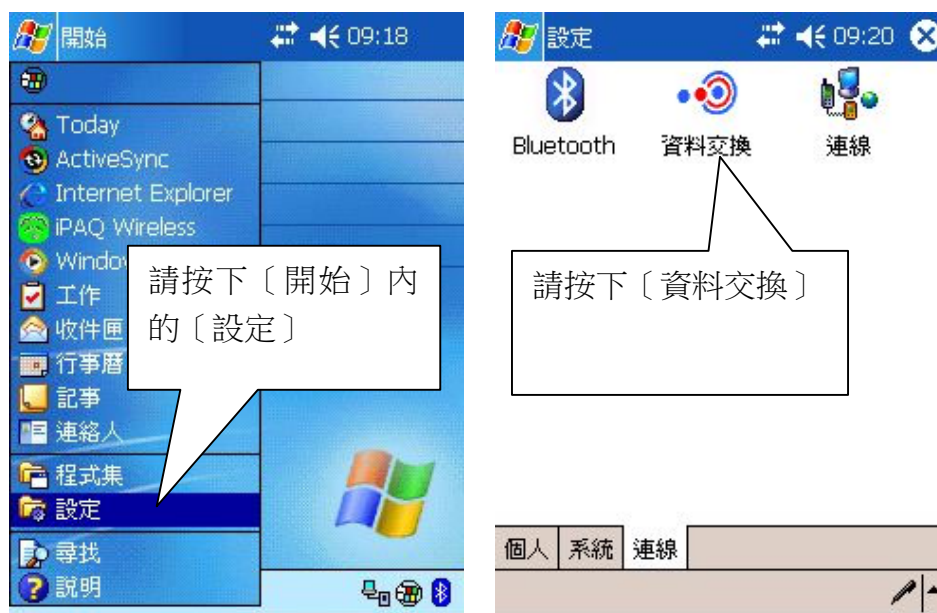 開始 09:18
Today
ActiveSync
Internet Explorer
iPAQ Wireless
Windo
工作
收件匣
行事曆
記事
連絡人
程式集
設定
尋找
說明
請按下〔開始〕內
的〔設定〕
設定 09:20
Bluetooth 資料交換 連線
請按下〔資料交換〕
個人 系統 連線